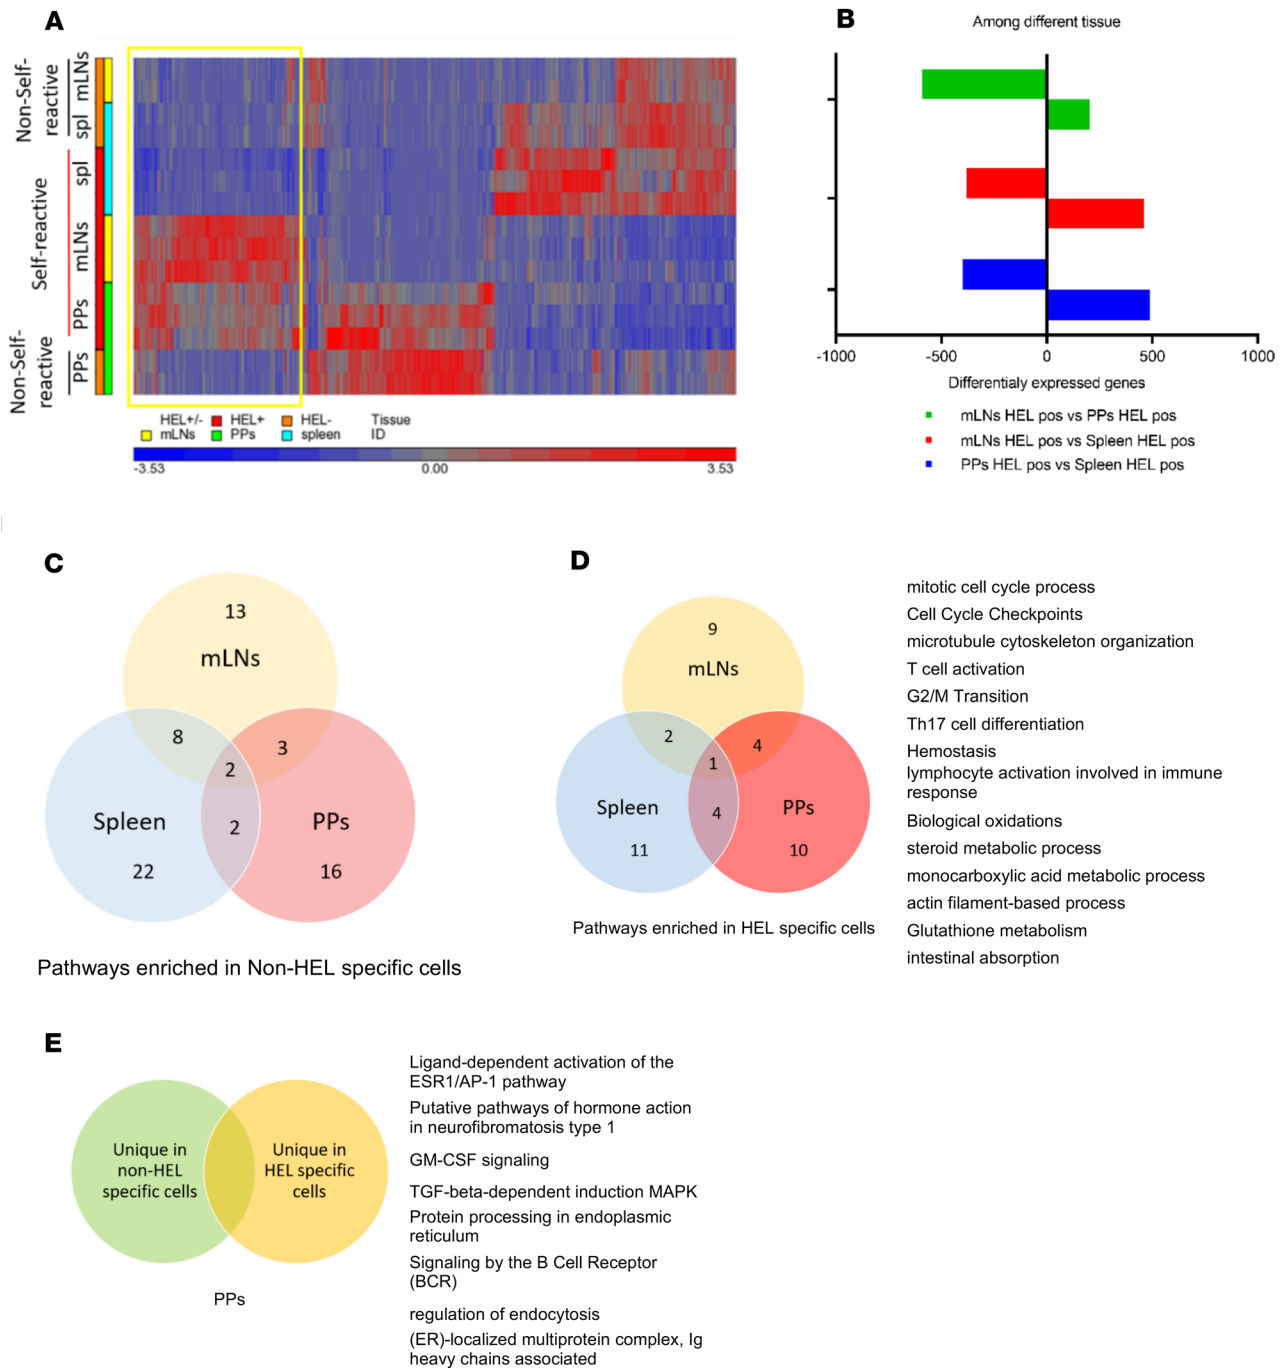 A
Non-Self-
reactive
mLNs
spl
Self-reactive
spl
mLNs
PPs
Non-Self-
reactive
PPs
HEL+/- HEL+ HEL- Tissue
mLNs PPs spleen ID
-3.53 0.00 3.53
B
Among different tissue
-1000 -500 0 500 1000
Differentialy expressed genes
mLNs HEL pos vs PPs HEL pos
mLNs HEL pos vs Spleen HEL pos
PPs HEL pos vs Spleen HEL pos
C
13
mLNs
8
3
2
Spleen
2
PPs
22
16
Pathways enriched in Non-HEL specific cells
D
9
mLNs
2
4
1
Spleen
4
PPs
11
10
Pathways enriched in HEL specific cells
mitotic cell cycle process
Cell Cycle Checkpoints
microtubule cytoskeleton organization
T cell activation
G2/M Transition
Th17 cell differentiation
Hemostasis
lymphocyte activation involved in immune
response
Biological oxidations
steroid metabolic process
monocarboxylic acid metabolic process
actin filament-based process
Glutathione metabolism
intestinal absorption
E
Unique in
non-HEL
specific cells
Unique in
HEL specific
cells
PPs
Ligand-dependent activation of the
ESR1/AP-1 pathway
Putative pathways of hormone action
in neurofibromatosis type 1
GM-CSF signaling
TGF-beta-dependent induction MAPK
Protein processing in endoplasmic
reticulum
Signaling by the B Cell Receptor
(BCR)
regulation of endocytosis
(ER)-localized multiprotein complex, Ig
heavy chains associated